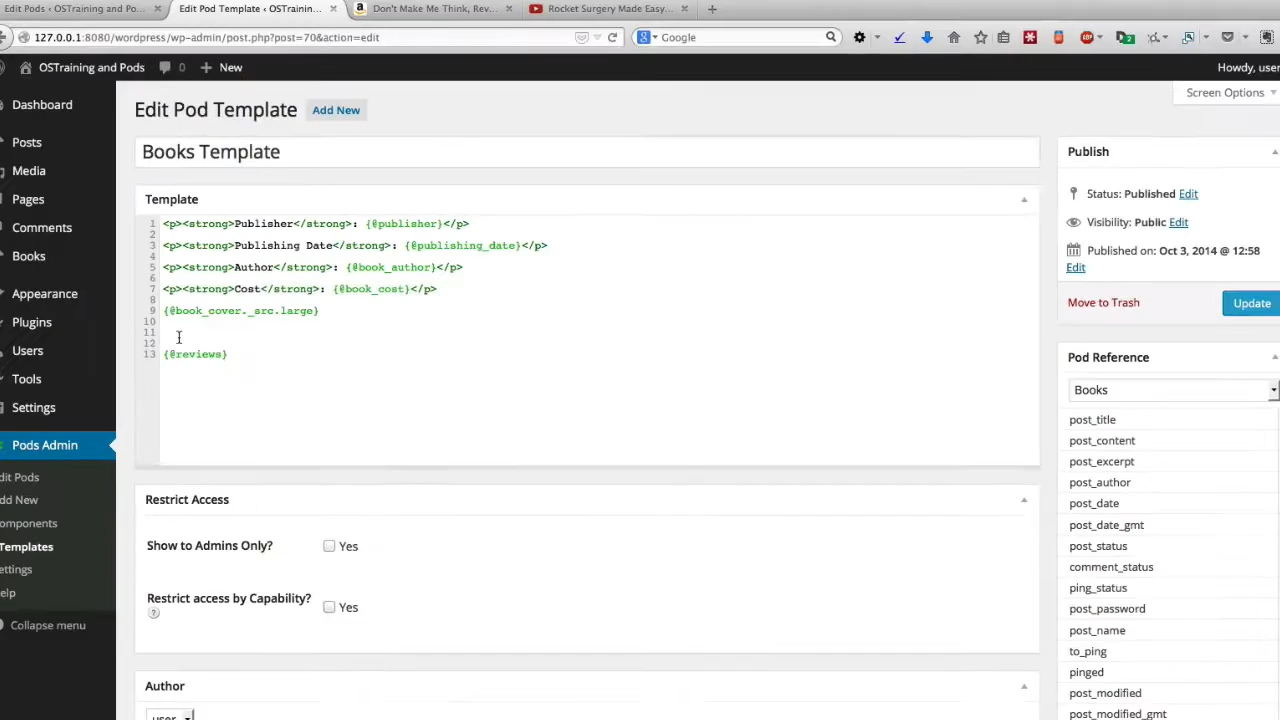 Edit Pods ‹ OSTraining and Po...
Edit Pod Template ‹ OSTrainin...
Don't Make Me Think, Rev...
Rocket Surgery Made Easy...
127.0.0.1:8080/wordpress/wp-admin/post.php?post=70&action=edit
Google
OSTraining and Pods
0
New
Howdy, user
Dashboard
Posts
Media
Pages
Comments
Books
Appearance
Plugins
Users
Tools
Settings
Pods Admin
dit Pods
dd New
omponents
Templates
ettings
elp
Collapse menu
Edit Pod Template
Add New
Screen Options
Books Template
Template
1 <p><strong>Publisher</strong>: {@publisher}</p>
2
3 <p><strong>Publishing Date</strong>: {@publishing_date}</p>
4
5 <p><strong>Author</strong>: {@book_author}</p>
6
7 <p><strong>Cost</strong>: {@book_cost}</p>
8
9 {@book_cover._src.large}
10
11
12
13 {@reviews}
Restrict Access
Show to Admins Only?
Yes
Restrict access by Capability?
?
Yes
Author
user
Publish
Status: Published Edit
Visibility: Public Edit
Published on: Oct 3, 2014 @ 12:58
Edit
Move to Trash
Update
Pod Reference
Books
post_title
post_content
post_excerpt
post_author
post_date
post_date_gmt
post_status
comment_status
ping_status
post_password
post_name
to_ping
pinged
post_modified
post_modified_gmt